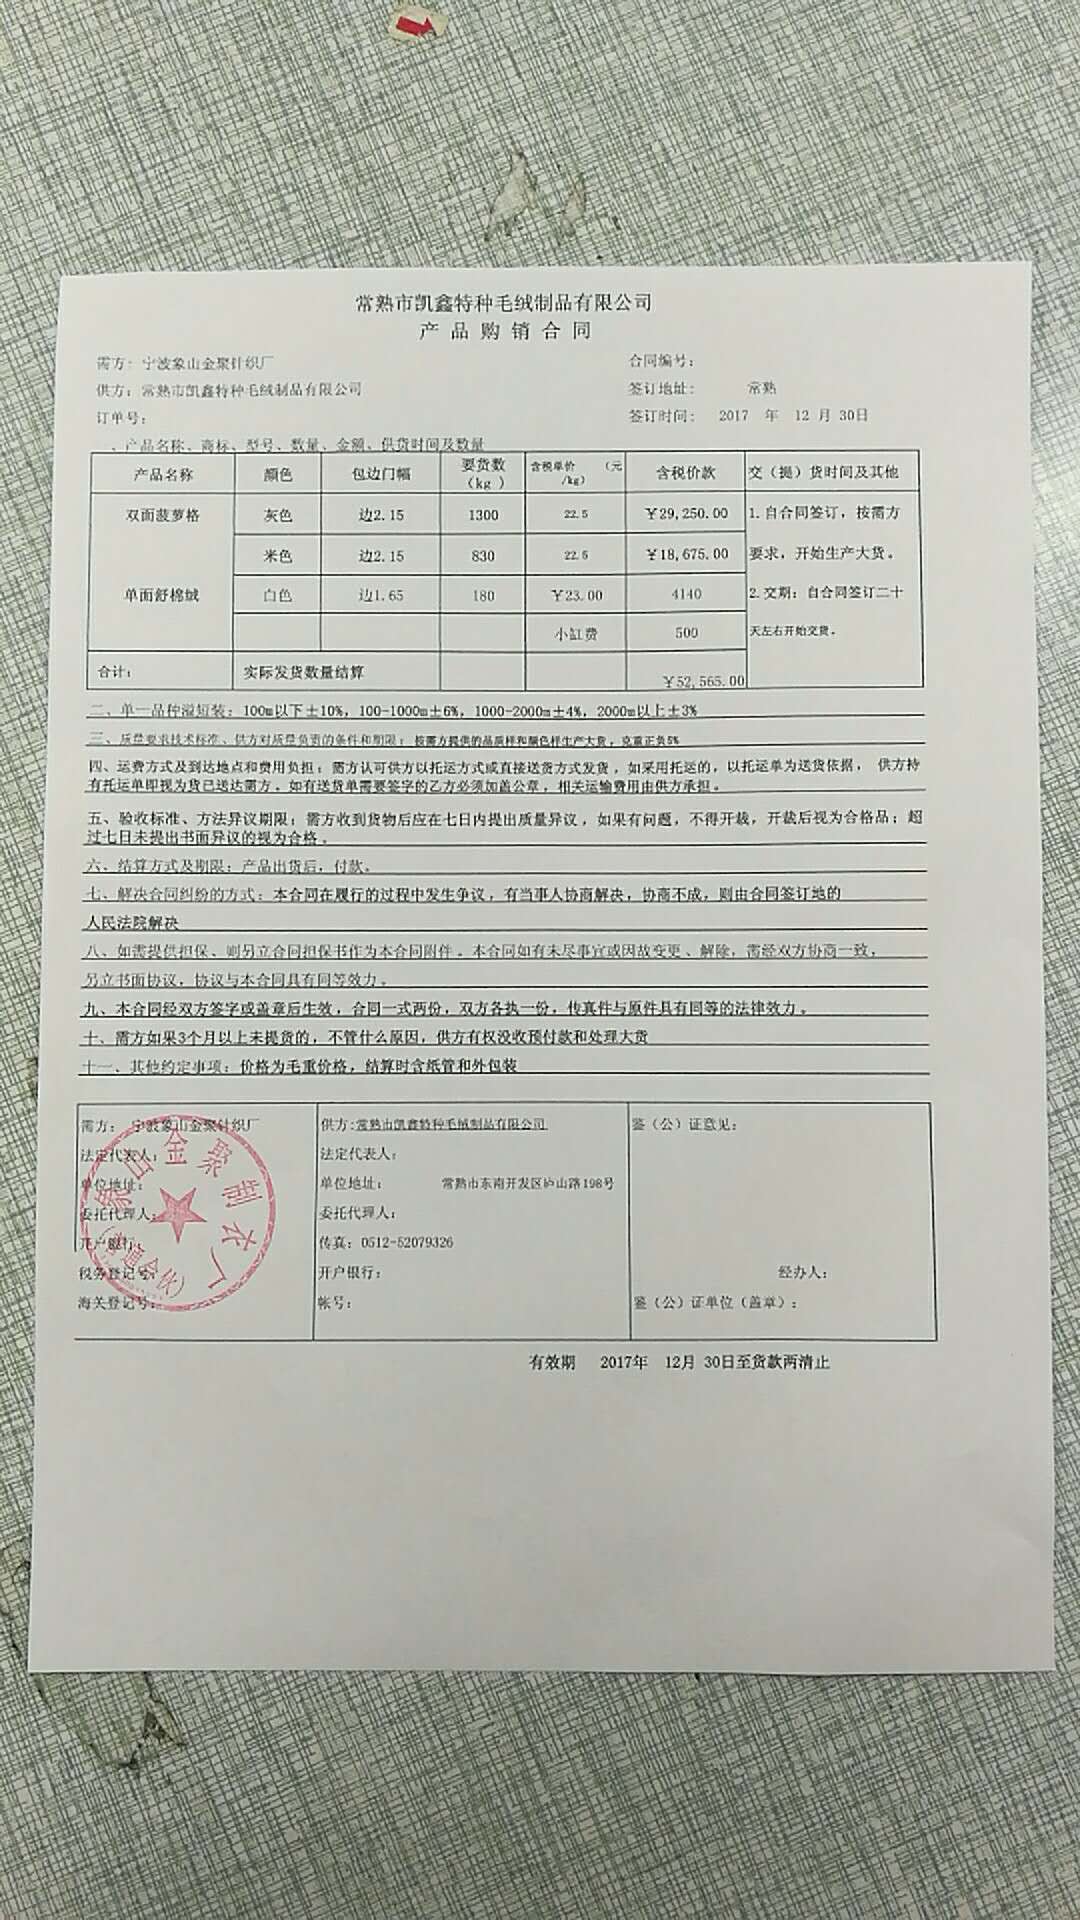 常熟市凯鑫特种毛绒制品有限公司
产品购销合同
需方：宁波象山金聚针织厂
合同编号：
供方：常熟市凯鑫特种毛绒制品有限公司
签订地址： 常熟
订单号：
签订时间： 2017 年 12 月 30日
一、产品名称、商标、型号、数量、金额、供货时间及数量
产品名称 颜色 包边门幅 要货数（kg ） 含税单价 （元/kg） 含税价款 交（提）货时间及其他
双面菠萝格 灰色 边2.15 1300 22.5 ￥29,250.00 1.自合同签订，按需方
米色 边2.15 830 22.5 ￥18,675.00 要求，开始生产大货。
单面舒棉绒 白色 边1.65 180 ￥23.00 4140 2.交期：自合同签订二十
小缸费 500 天左右开始交货。
合计： 实际发货数量结算 ￥52,565.00
二、单一品种溢短装：100m以下±10%，100-1000m±6%，1000-2000m±4%，2000m以上±3%
三、质量要求技术标准、供方对质量负责的条件和期限：按需方提供的品质样和颜色样生产大货，克重正负5%
四、运费方式及到达地点和费用负担：需方认可供方以托运方式或直接送货方式发货，如采用托运的，以托运单为送货依据， 供方持
有托运单即视为货已送达需方。如有送货单需要签字的乙方必须加盖公章，相关运输费用由供方承担。
五、验收标准、方法异议期限：需方收到货物后应在七日内提出质量异议，如果有问题，不得开裁，开裁后视为合格品；超
过七日未提出书面异议的视为合格。
六、结算方式及期限：产品出货后，付款。
七、解决合同纠纷的方式：本合同在履行的过程中发生争议，有当事人协商解决，协商不成，则由合同签订地的
人民法院解决
八、如需提供担保、则另立合同担保书作为本合同附件。本合同如有未尽事宜或因故变更、解除，需经双方协商一致，
另立书面协议，协议与本合同具有同等效力。
九、本合同经双方签字或盖章后生效，合同一式两份，双方各执一份，传真件与原件具有同等的法律效力。
十、需方如果3个月以上未提货的，不管什么原因，供方有权没收预付款和处理大货
十一、其他约定事项：价格为毛重价格，结算时含纸管和外包装
需方： 宁波象山金聚针织厂
法定代表人：
单位地址：
委托代理人：
开户银行：
税务登记号：
海关登记号：
象山金聚制衣厂
（普通合伙）
供方：常熟市凯鑫特种毛绒制品有限公司
法定代表人：
单位地址： 常熟市东南开发区庐山路198号
委托代理人：
传真：0512-52079326
开户银行：
帐号：
鉴（公）证意见：
经办人：
鉴（公）证单位（盖章）：
有效期 2017年 12月 30日至货款两清止